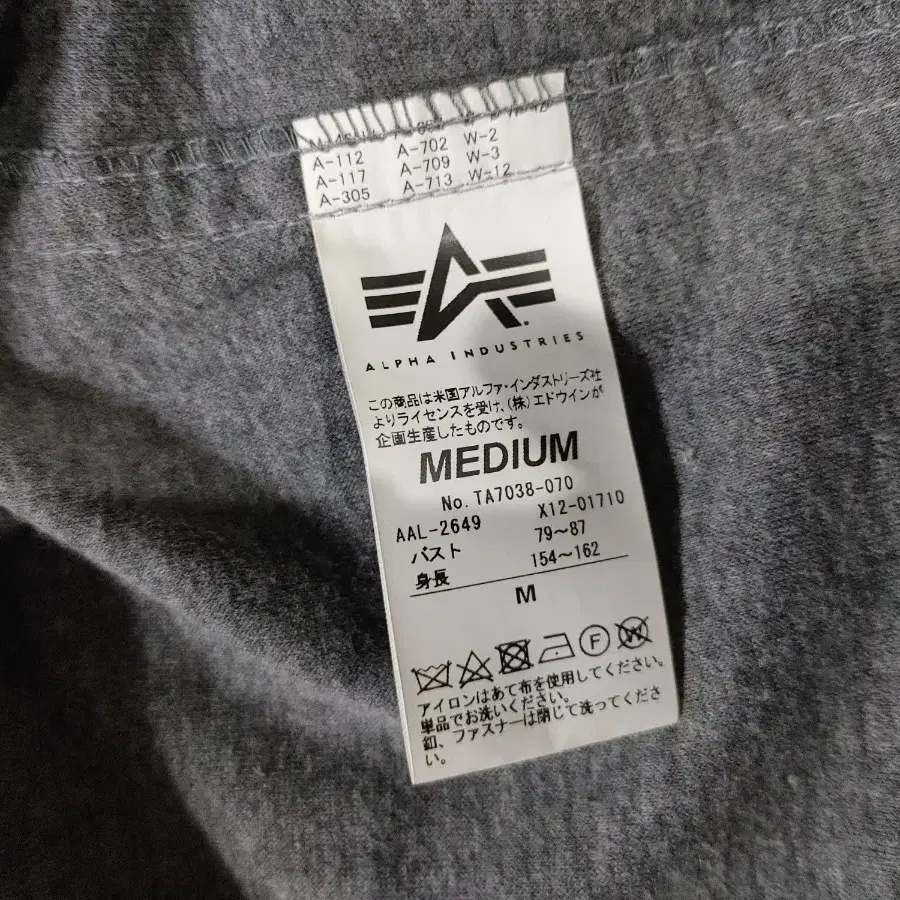 A-112 A-702 W-2
A-117 A-709 W-3
A-305 A-713 W-12
ALPHA INDUSTRIES
この商品は米国アルファ・インダストリーズ社
よりライセンスを受け、(株)エドウインが
企画生産したものです。
MEDIUM
No. TA7038-070
AAL-2649 X12-01710
バスト 79~87
身長 154~162
M
F
W
アイロンはあて布を使用してください。
単品でお洗いください。
釦、ファスナーは閉じて洗ってくださ
い。